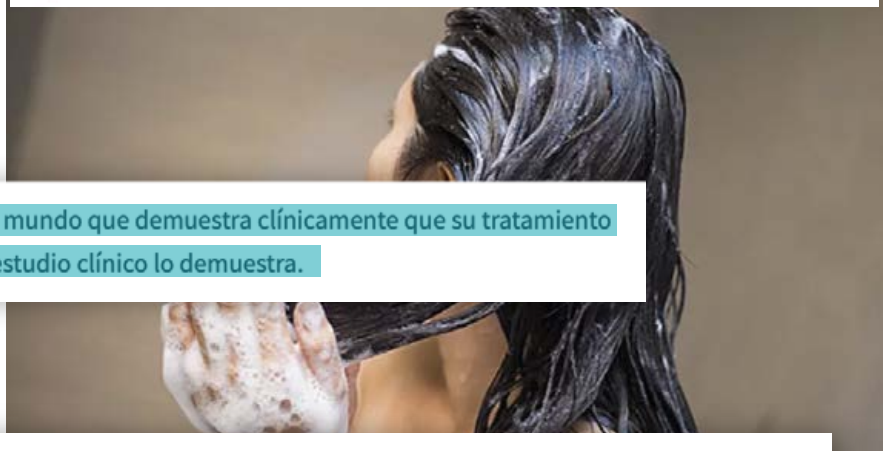 mundo que demuestra clínicamente que su tratamiento
estudio clínico lo demuestra.